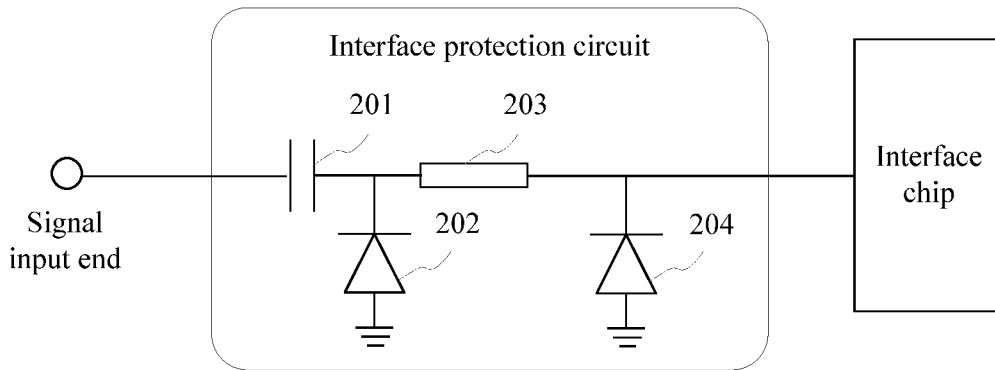 Interface protection circuit
201
203
Signal
input end
202
204
Interface
chip